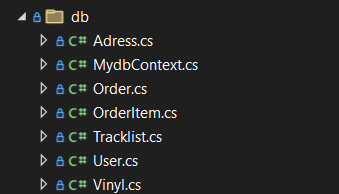 db
C# Adress.cs
C# MydbContext.cs
C# Order.cs
C# OrderItem.cs
C# Tracklist.cs
C# User.cs
C# Vinyl.cs